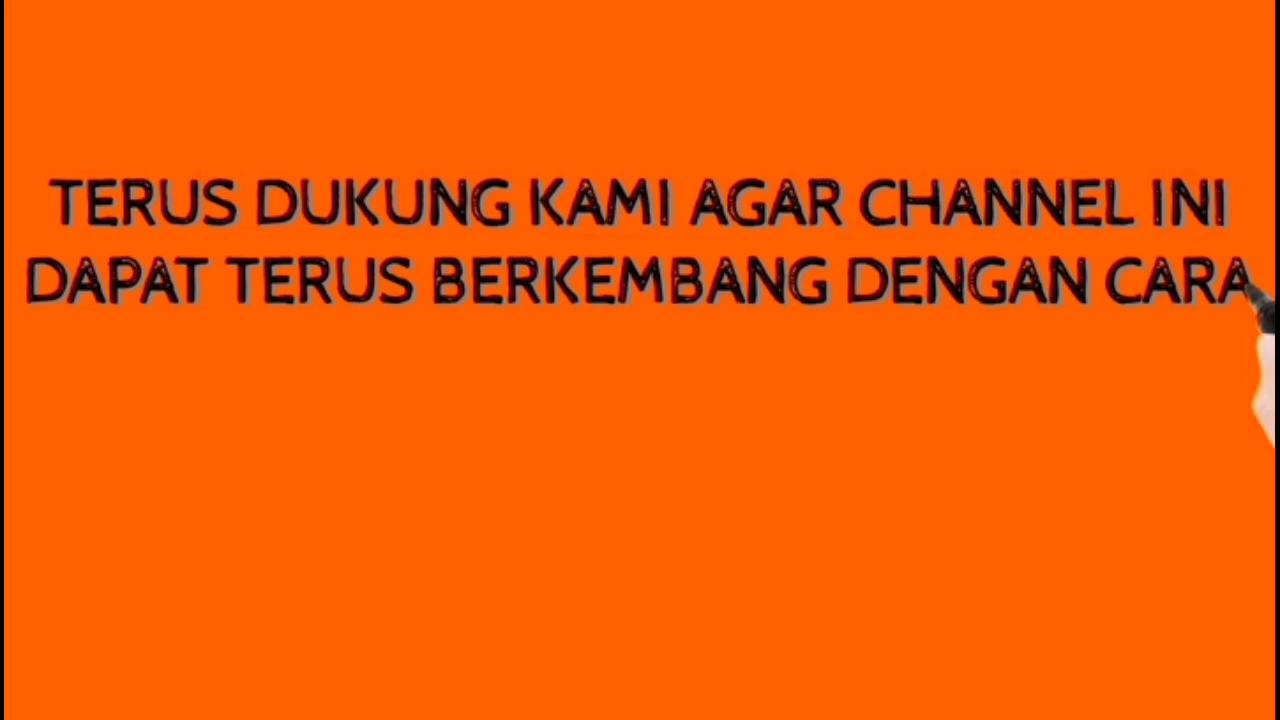 TERUS DUKUNG KAMI AGAR CHANNEL INI
DAPAT TERUS BERKEMBANG DENGAN CARA